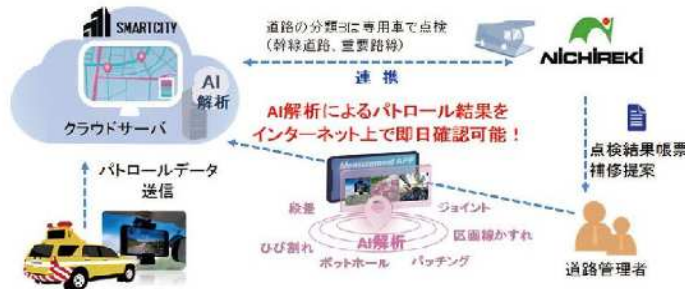 SMARTCITY
道路の分類Bは専用車で点検
(幹線道路、重要路線)
連携
NICHIREKI
AI
解析
クラウドサーバ
AI解析によるパトロール結果を
インターネット上で即日確認可能！
点検結果帳票
補修提案
パトロールデータ
送信
Measurement APP
段差
ジョイント
ひび割れ
AI解析
区画線かすれ
ポットホール
パッチング
道路管理者